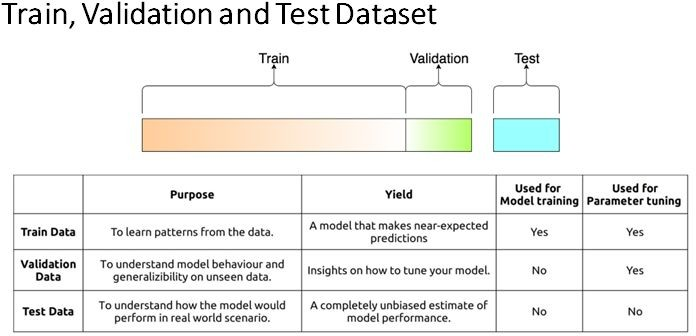 Train, Validation and Test Dataset
Train
Validation
Test
Purpose
Yield
Used for
Model training
Used for
Parameter tuning
Train Data
To learn patterns from the data.
A model that makes near-expected
predictions
Yes
Yes
Validation
Data
To understand model behaviour and
generalizibility on unseen data.
Insights on how to tune your model.
No
Yes
Test Data
To understand how the model would
perform in real world scenario.
A completely unbiased estimate of
model performance.
No
No